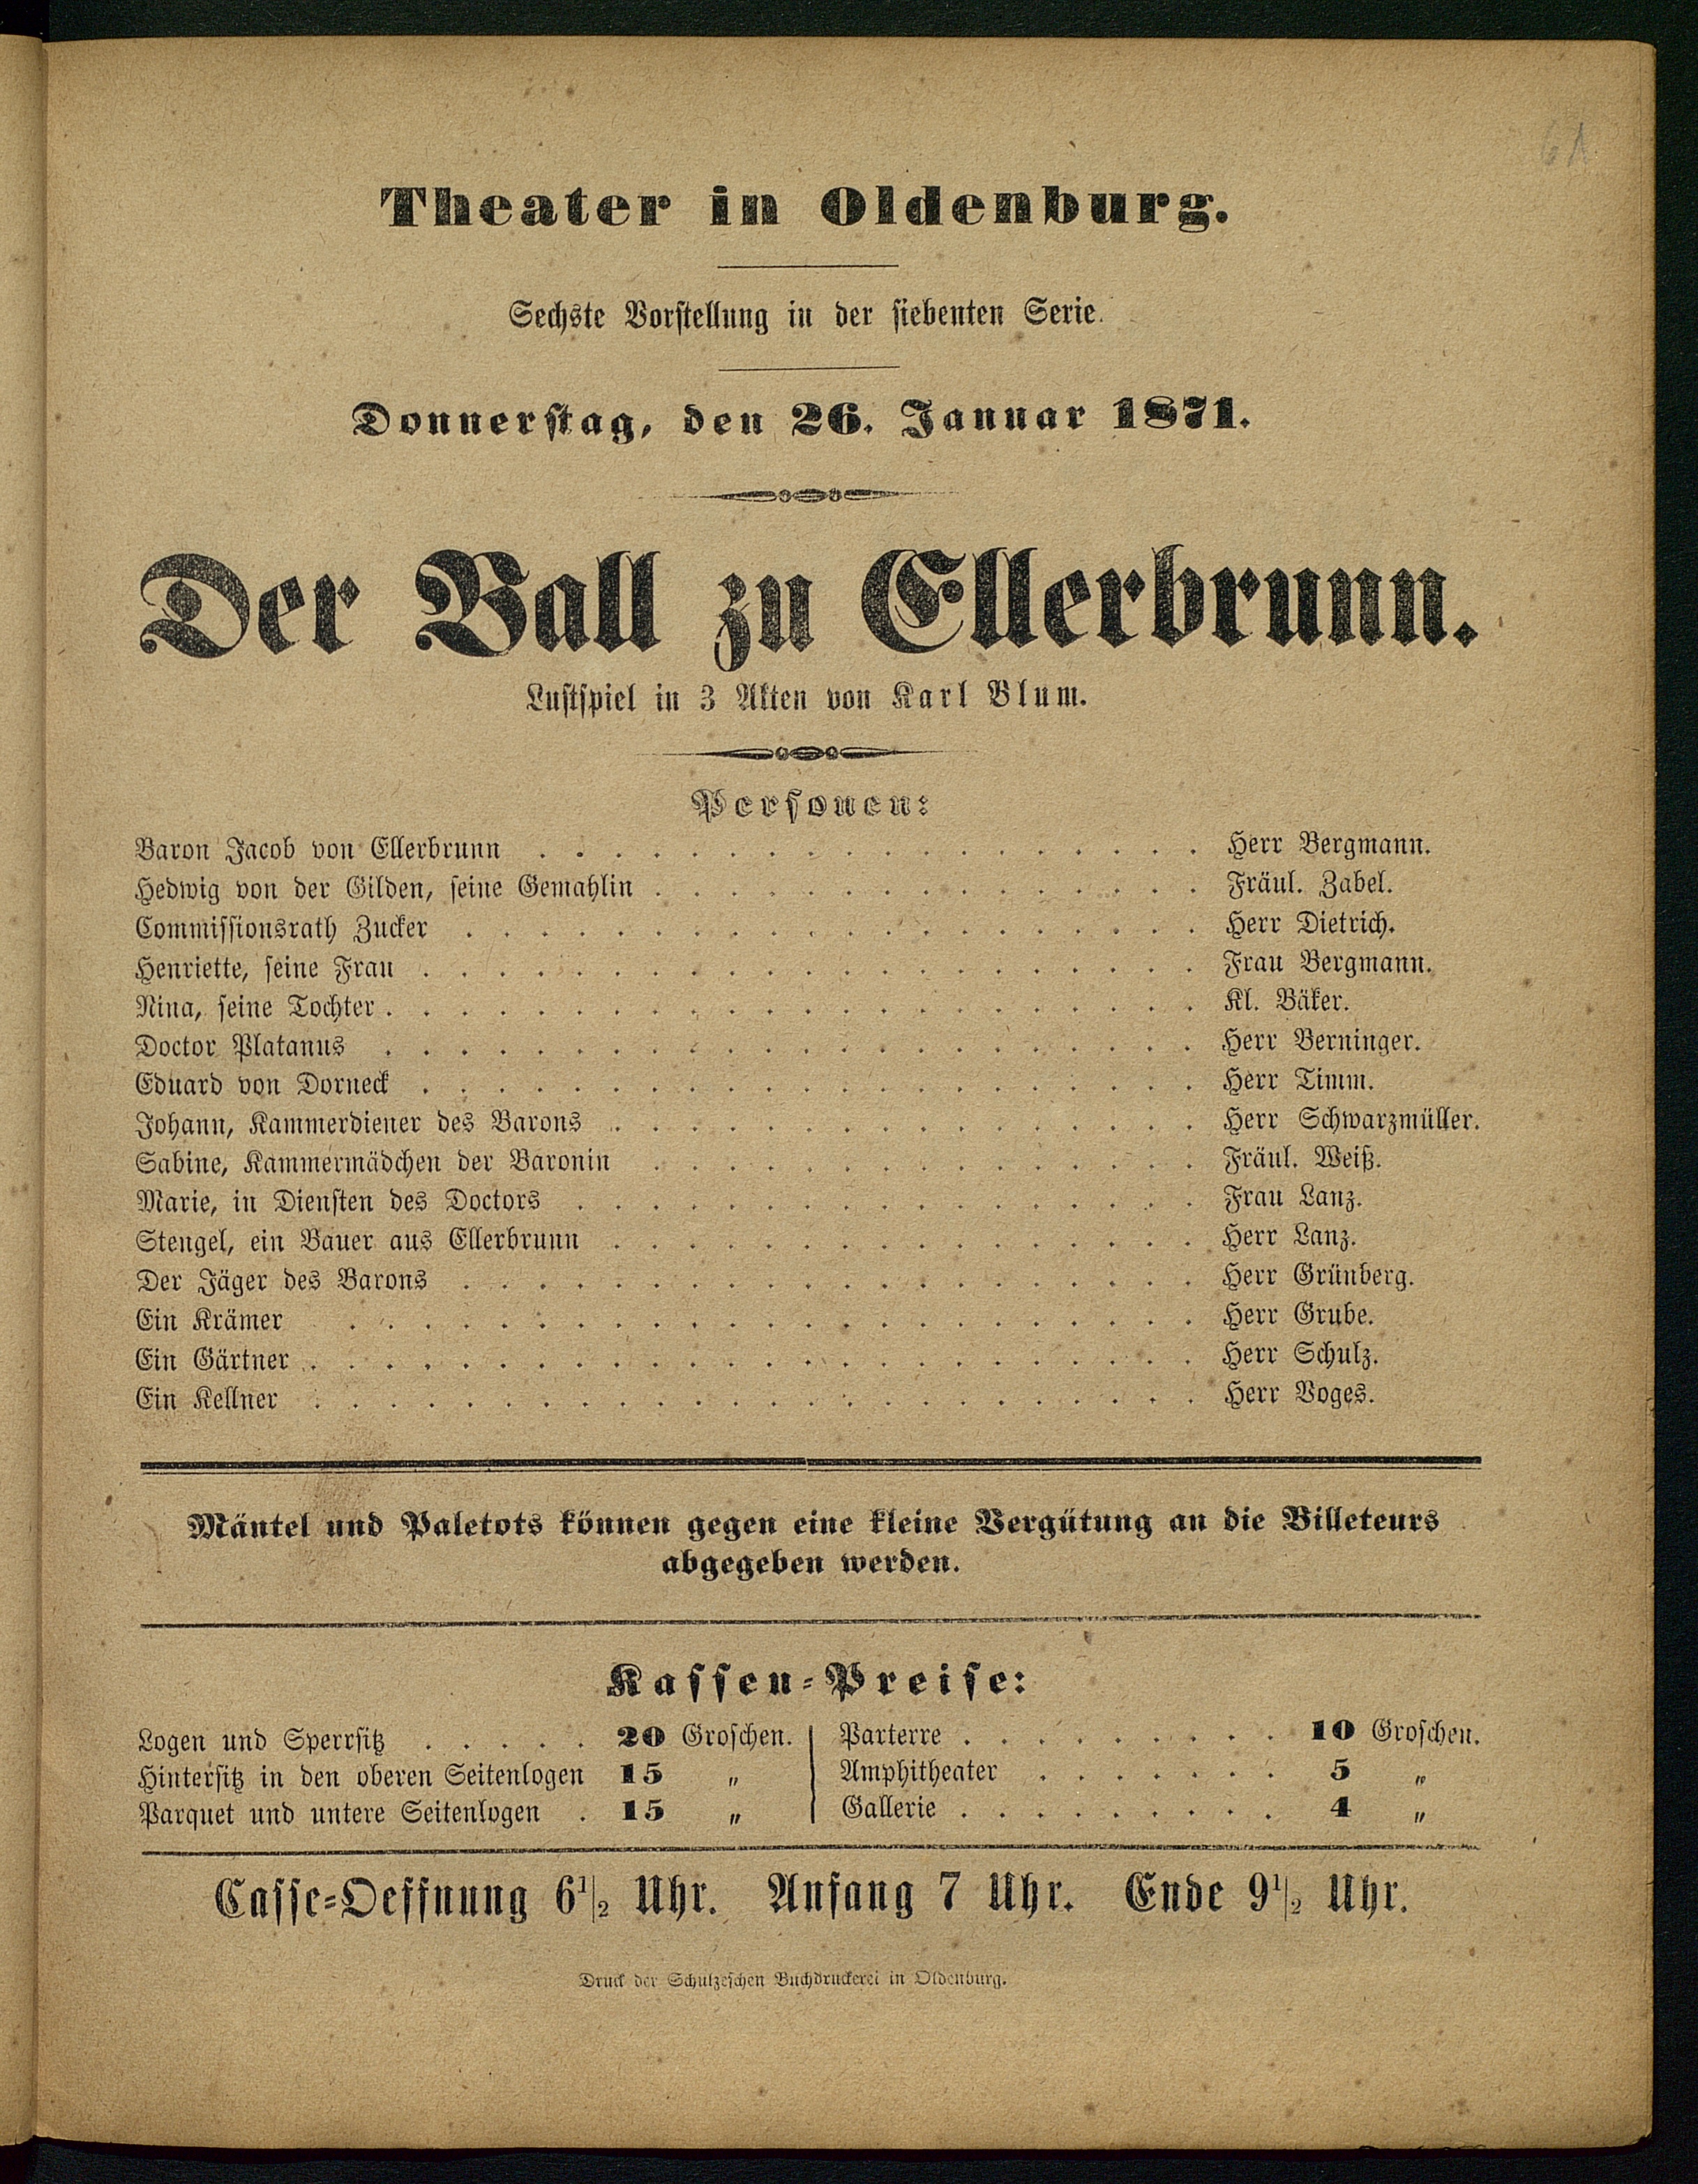 61
Theater in Oldenburg.
Sechste Vorstellung in der siebenten Serie.
Donnerstag, den 26. Januar 1871.
Der Ball zu Ellerbrunn.
Lustspiel in 3 Akten von Karl Blum.
Personen:
Baron Jacob von Ellerbrunn . . . . . . . . . . . . . . . . . . Herr Bergmann.
Hedwig von der Gilden, seine Gemahlin . . . . . . . . . . . . . . . Fräul. Zabel.
Commissionsrath Zucker . . . . . . . . . . . . . . . . . . . . Herr Dietrich.
Henriette, seine Frau . . . . . . . . . . . . . . . . . . . . . Frau Bergmann.
Nina, seine Tochter . . . . . . . . . . . . . . . . . . . . . . Kl. Bäker.
Doctor Platanus . . . . . . . . . . . . . . . . . . . . . . Herr Berninger.
Eduard von Dorneck . . . . . . . . . . . . . . . . . . . . . Herr Timm.
Johann, Kammerdiener des Barons . . . . . . . . . . . . . . . . Herr Schwarzmüller.
Sabine, Kammermädchen der Baronin . . . . . . . . . . . . . . . Fräul. Weiß.
Marie, in Diensten des Doctors . . . . . . . . . . . . . . . . . Frau Lanz.
Stengel, ein Bauer aus Ellerbrunn . . . . . . . . . . . . . . . . Herr Lanz.
Der Jäger des Barons . . . . . . . . . . . . . . . . . . . . Herr Grünberg.
Ein Krämer . . . . . . . . . . . . . . . . . . . . . . . Herr Grube.
Ein Gärtner . . . . . . . . . . . . . . . . . . . . . . . . Herr Schulz.
Ein Kellner . . . . . . . . . . . . . . . . . . . . . . . . Herr Voges.
Mäntel und Paletots können gegen eine kleine Vergütung an die Billeteurs
abgegeben werden.
Kassen-Preise:
Logen und Sperrsitz . . . . . 20 Groschen.
Hintersitz in den oberen Seitenlogen 15 „
Parquet und untere Seitenlogen . 15 „
Parterre . . . . . . . . . 10 Groschen.
Amphitheater . . . . . . . 5 „
Gallerie . . . . . . . . . 4 „
Casse-Oeffnung 6½ Uhr. Anfang 7 Uhr. Ende 9½ Uhr.
Druck der Schulzeschen Buchdruckerei in Oldenburg.